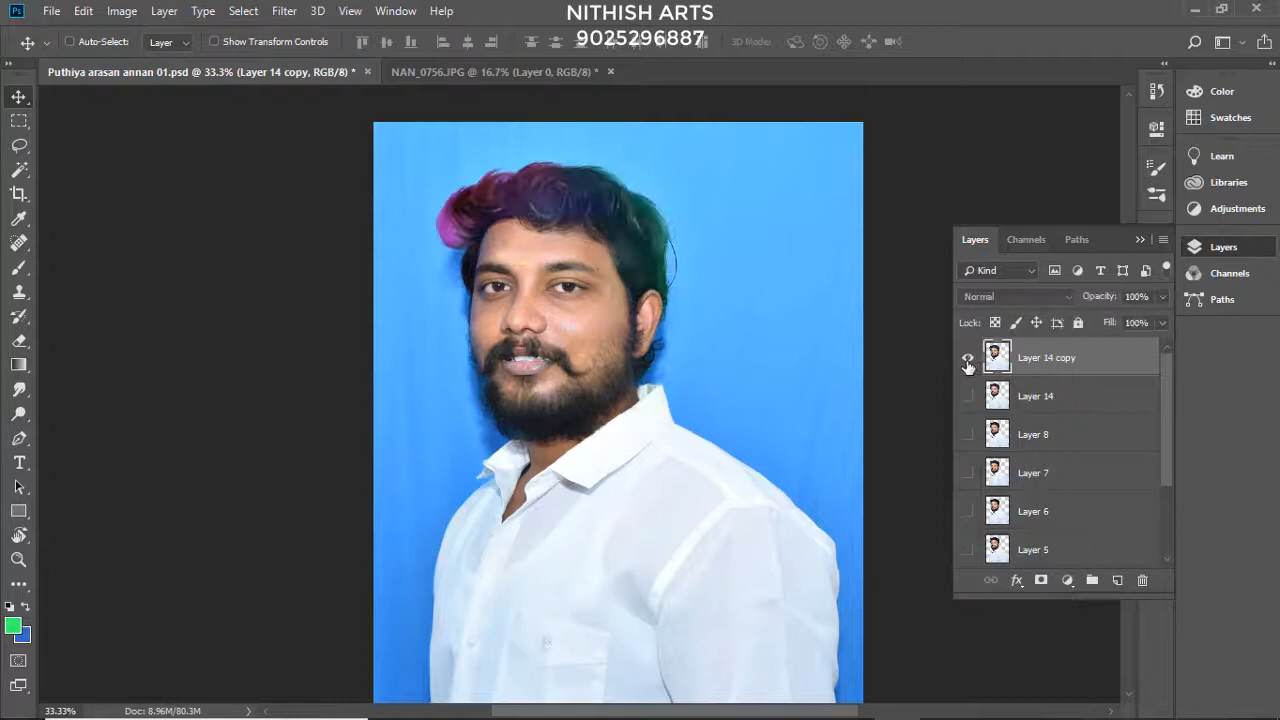 Ps File Edit Image Layer Type Select Filter 3D View Window Help
NITHISH ARTS
9025296887
Auto-Select: Layer Show Transform Controls 3D Mode:
Puthiya arasan annan 01.psd @ 33.3% (Layer 14 copy, RGB/8) * NAN_0756.JPG @ 16.7% (Layer 0, RGB/8) *
Color
Swatches
Learn
Libraries
Adjustments
Layers
Channels
Paths
Layers Channels Paths
Kind
Normal Opacity: 100%
Lock: Fill: 100%
Layer 14 copy
Layer 14
Layer 8
Layer 7
Layer 6
Layer 5
33.33% Doc: 8.96M/80.3M